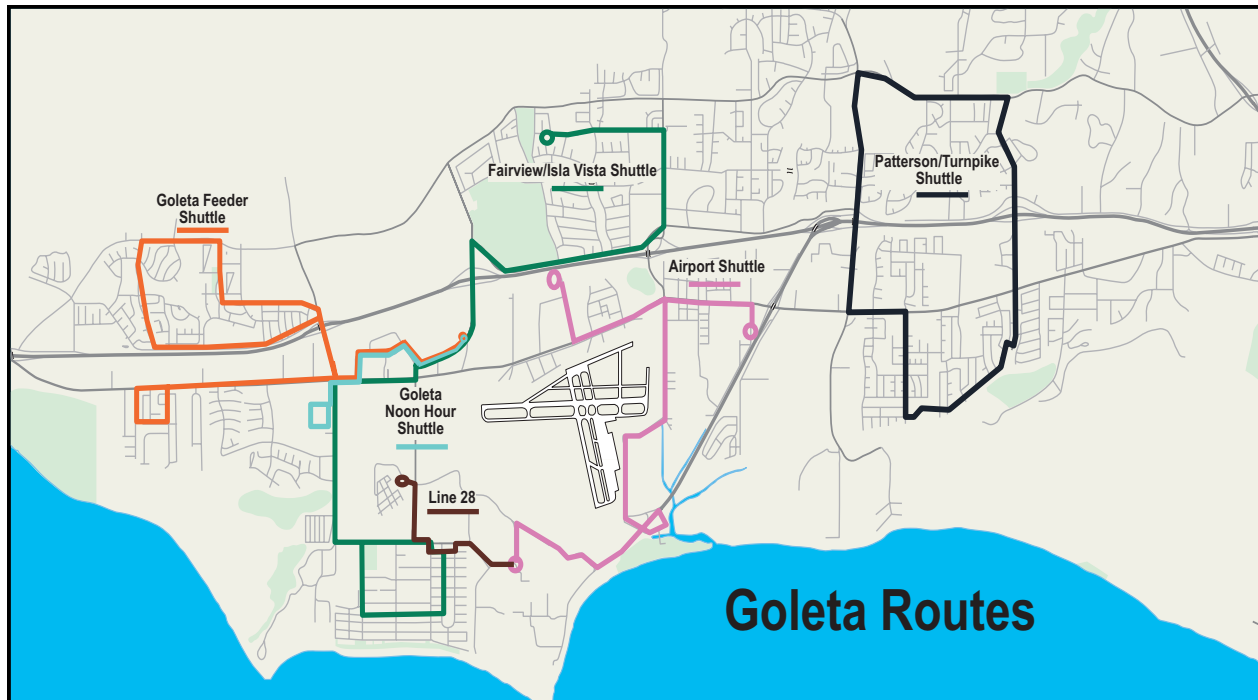 Fairview/Isla Vista Shuttle
Patterson/Turnpike
Shuttle
Goleta Feeder
Shuttle
Airport Shuttle
Goleta
Noon Hour
Shuttle
Line 28
Goleta Routes